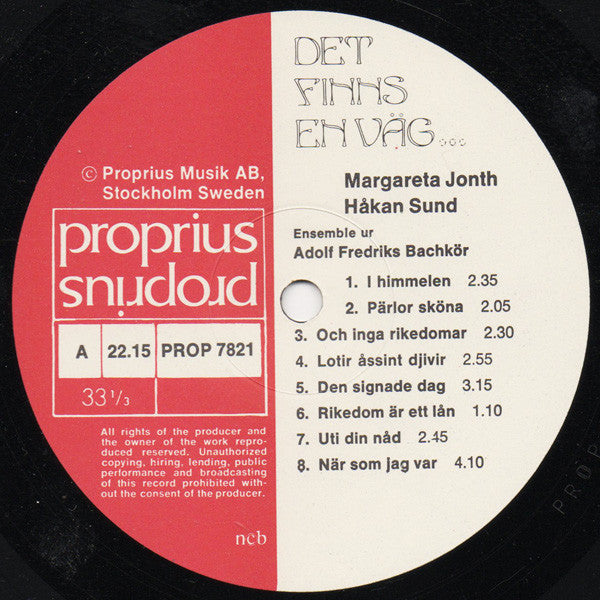 DET
FINNS
EN VÄG...
© Proprius Musik AB,
Stockholm Sweden
Margareta Jonth
Håkan Sund
Ensemble ur
Adolf Fredriks Bachkör
proprius
proprius
A 22.15 PROP 7821
33 1/3
1. I himmelen 2.35
2. Pärlor sköna 2.05
3. Och inga rikedomar 2.30
4. Lotir åssint djivir 2.55
5. Den signade dag 3.15
6. Rikedom är ett lån 1.10
7. Uti din nåd 2.45
8. När som jag var 4.10
All rights of the producer and
the owner of the work repro-
duced reserved. Unauthorized
copying, hiring, lending, public
performance and broadcasting
of this record prohibited with-
out the consent of the producer.
ncb
PROP